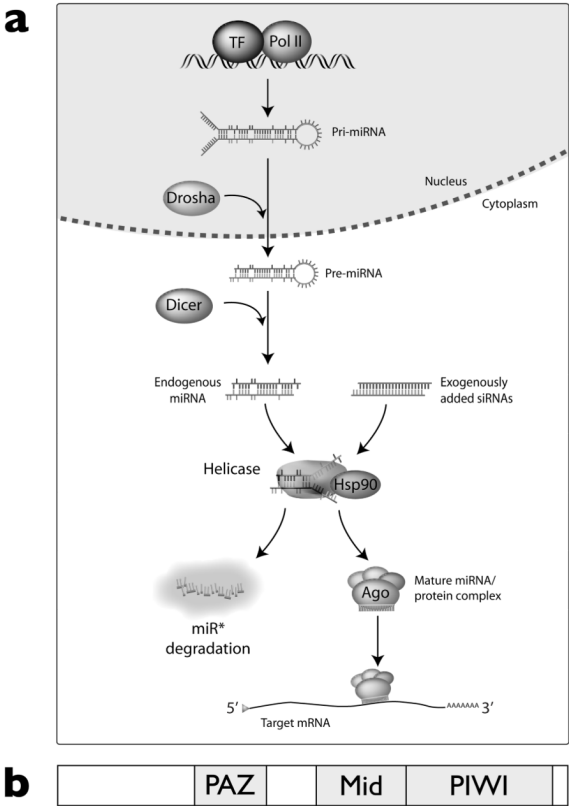 a
TF Pol II
Pri-miRNA
Drosha
Nucleus
Cytoplasm
Pre-miRNA
Dicer
Endogenous
miRNA
Exogenously
added siRNAs
Helicase
Hsp90
Ago
Mature miRNA/
protein complex
miR*
degradation
5' AAAAAAA 3'
Target mRNA
b
PAZ Mid PIWI